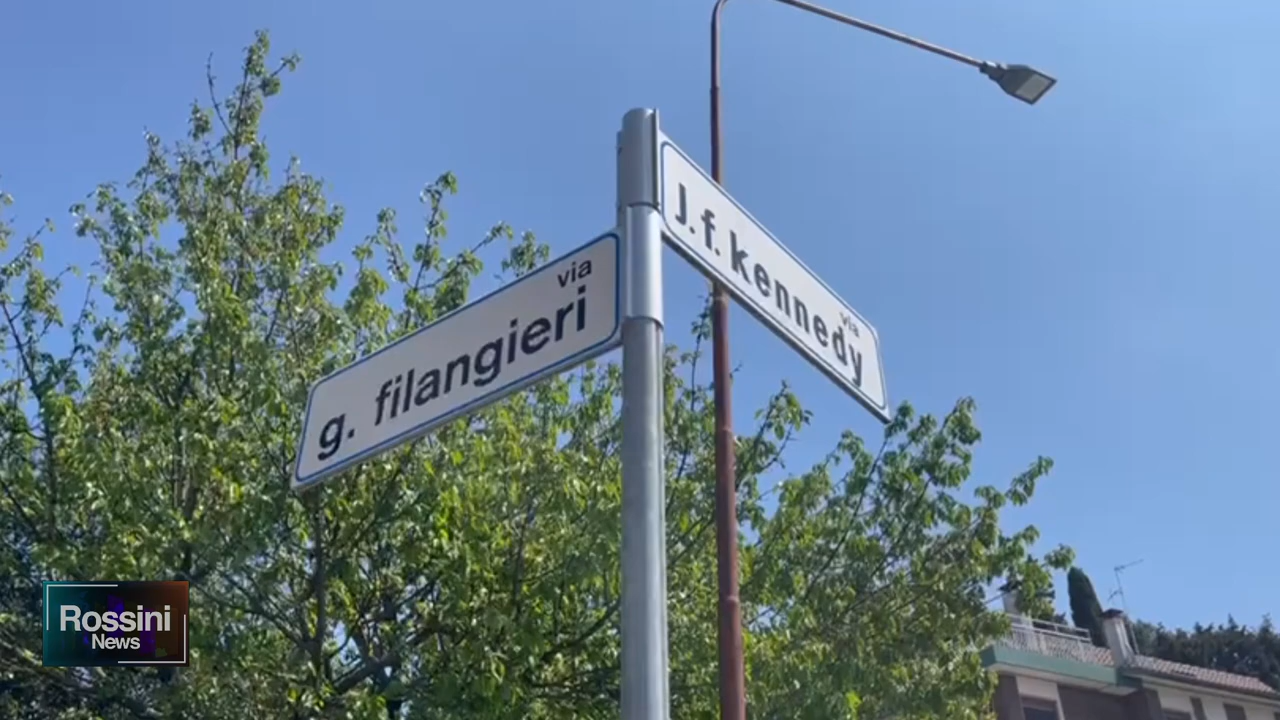 via
g. filangieri
via
J.f. kennedy
Rossini
News